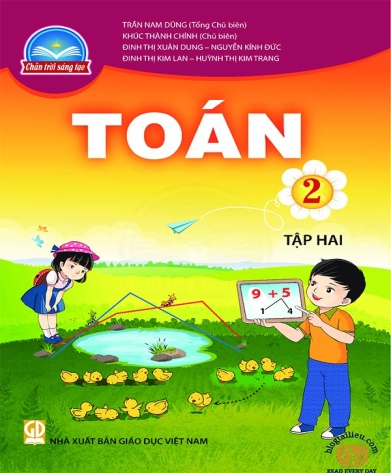 TRẦN NAM DŨNG (Tổng Chủ biên)
KHÚC THÀNH CHỈNH (Chủ biên)
ĐINH THỊ XUÂN DUNG – NGUYỄN KÍNH ĐỨC
ĐINH THỊ KIM LAN – HUỲNH THỊ KIM TRANG
Chân trời sáng tạo
TOÁN
2
TẬP HAI
9 + 5
1 4
GD
NHÀ XUẤT BẢN GIÁO DỤC VIỆT NAM
blogtailieu.com
READ EVERY DAY